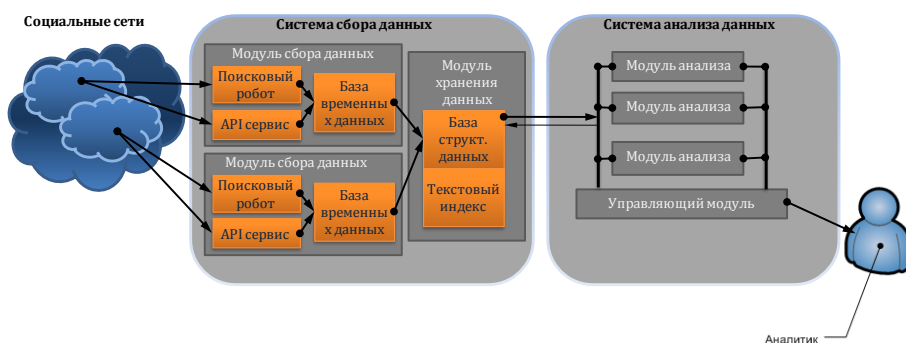 Социальные сети
Система сбора данных
Модуль сбора данных
Поисковый
робот
API сервис
База
временны
х данных
Модуль сбора данных
Поисковый
робот
API сервис
База
временны
х данных
Модуль
хранения
данных
База
структ.
данных
Текстовый
индекс
Система анализа данных
Модуль анализа
Модуль анализа
Модуль анализа
Управляющий модуль
Аналитик